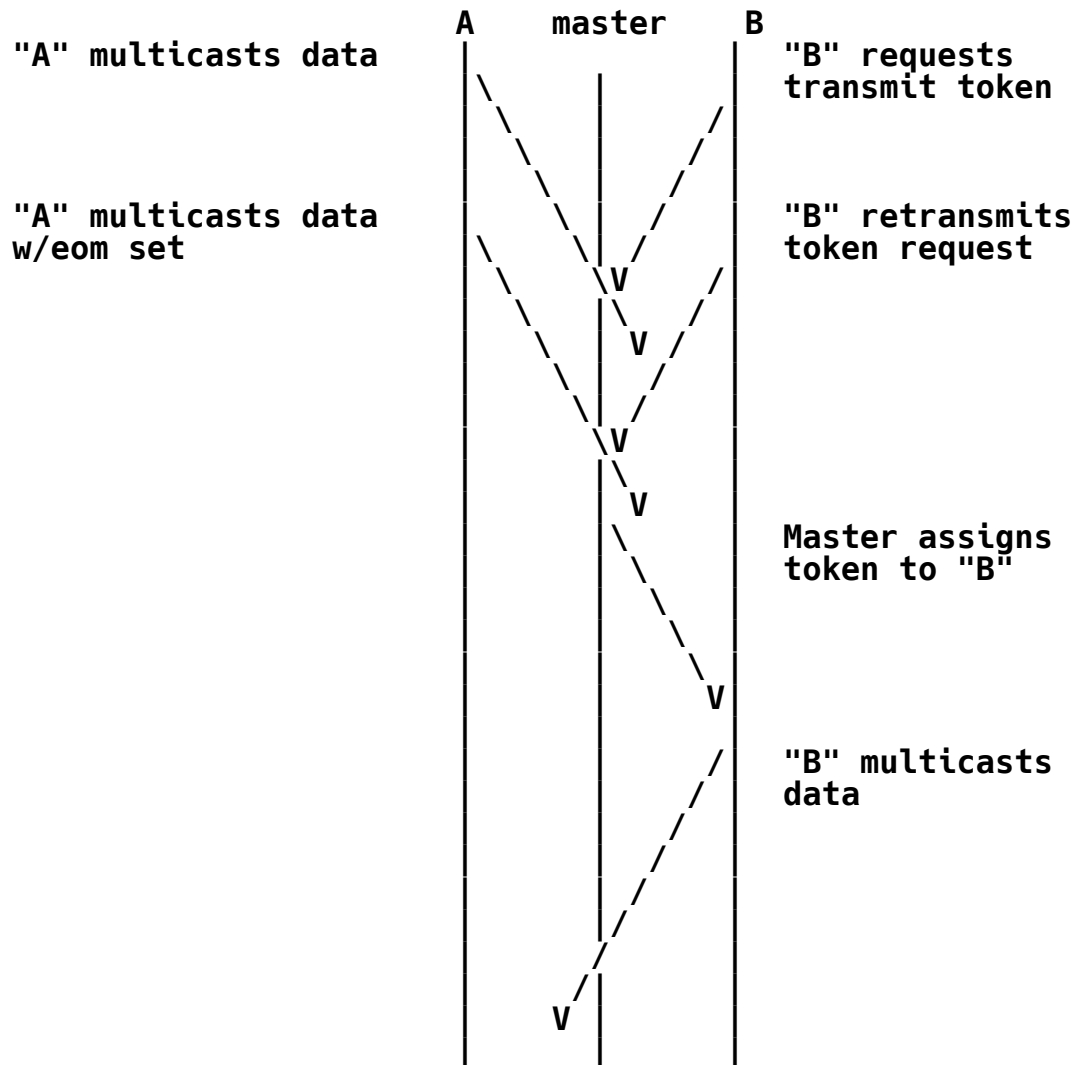 A master B
"A" multicasts data "B" requests
transmit token
"A" multicasts data "B" retransmits
w/eom set token request
V
V
V
V
Master assigns
token to "B"
V
"B" multicasts
data
V